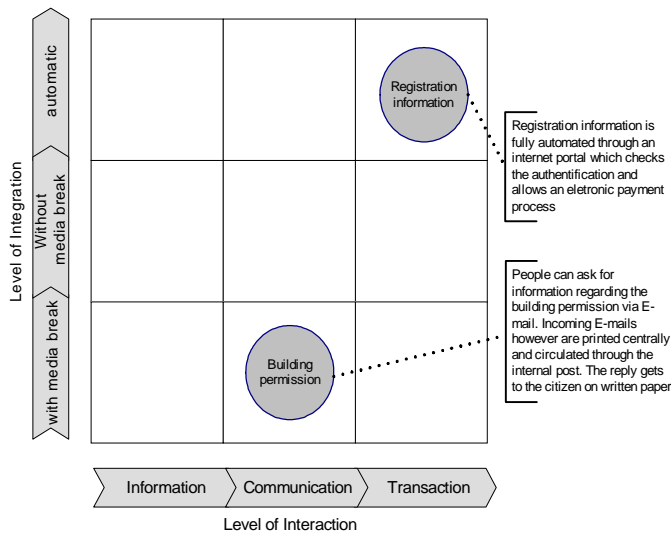 Level of Integration
automatic
Without
media break
with media break
Registration
information
Building
permission
Registration information is
fully automated through an
internet portal which checks
the authentification and
allows an eletronic payment
process
People can ask for
information regarding the
building permission via E-
mail. Incoming E-mails
however are printed centrally
and circulated through the
internal post. The reply gets
to the citizen on written paper
Information
Communication
Transaction
Level of Interaction